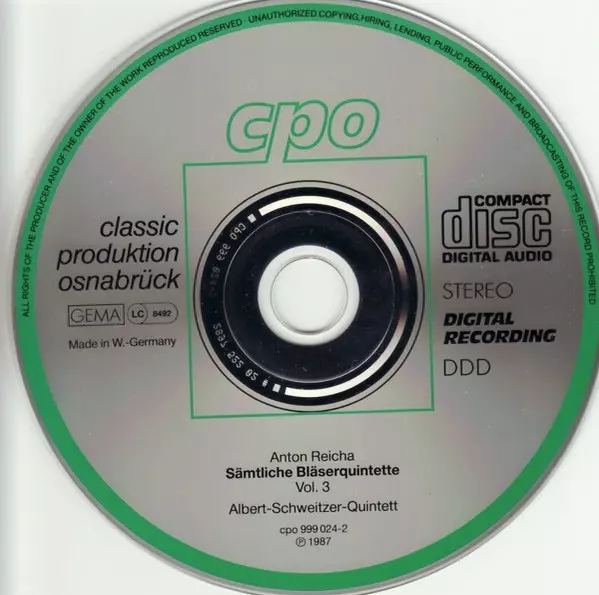 ALL RIGHTS OF THE PRODUCER AND OF THE OWNER OF THE WORK REPRODUCED RESERVED · UNAUTHORIZED COPYING, HIRING, LENDING, PUBLIC PERFORMANCE AND BROADCASTING OF THIS RECORD PROHIBITED
cpo
classic
produktion
osnabrück
GEMA LC 8492
Made in W.-Germany
COMPACT
disc
DIGITAL AUDIO
STEREO
DIGITAL
RECORDING
DDD
CPO 999
Anton Reicha
Sämtliche Bläserquintette
Vol. 3
Albert-Schweitzer-Quintett
cpo 999 024-2
℗ 1987